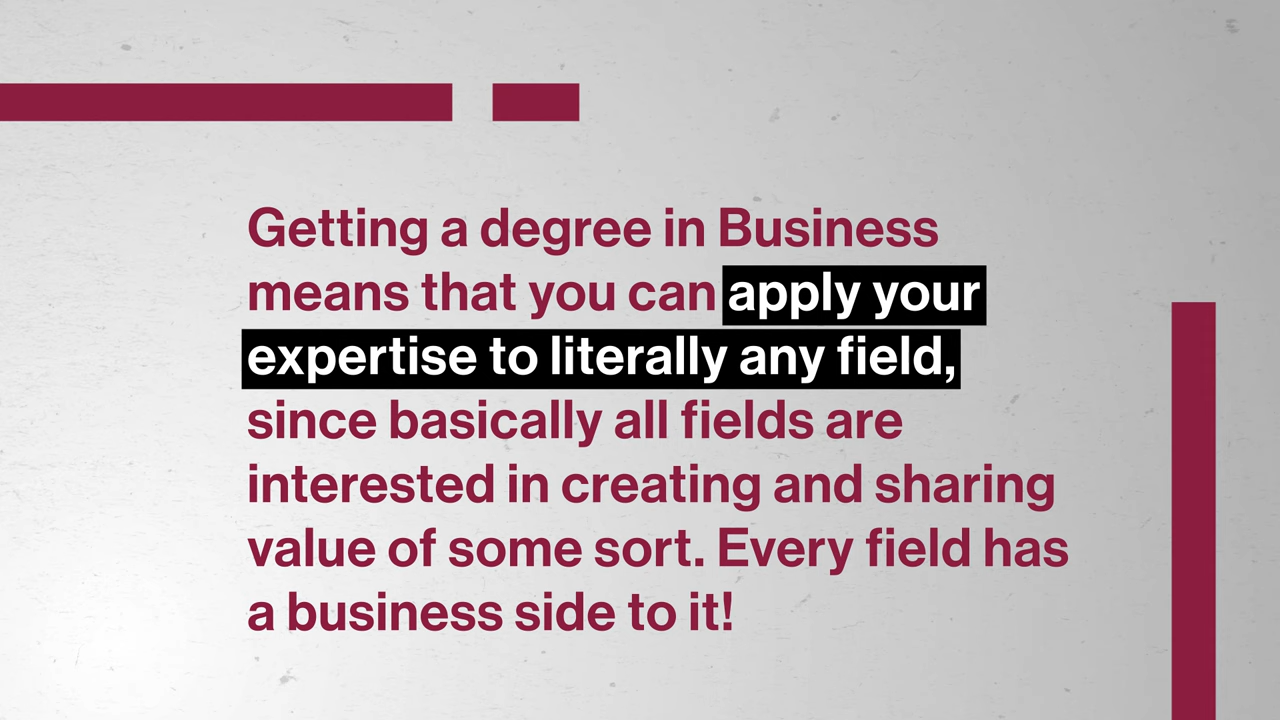 Getting a degree in Business
means that you can apply your
expertise to literally any field,
since basically all fields are
interested in creating and sharing
value of some sort. Every field has
a business side to it!